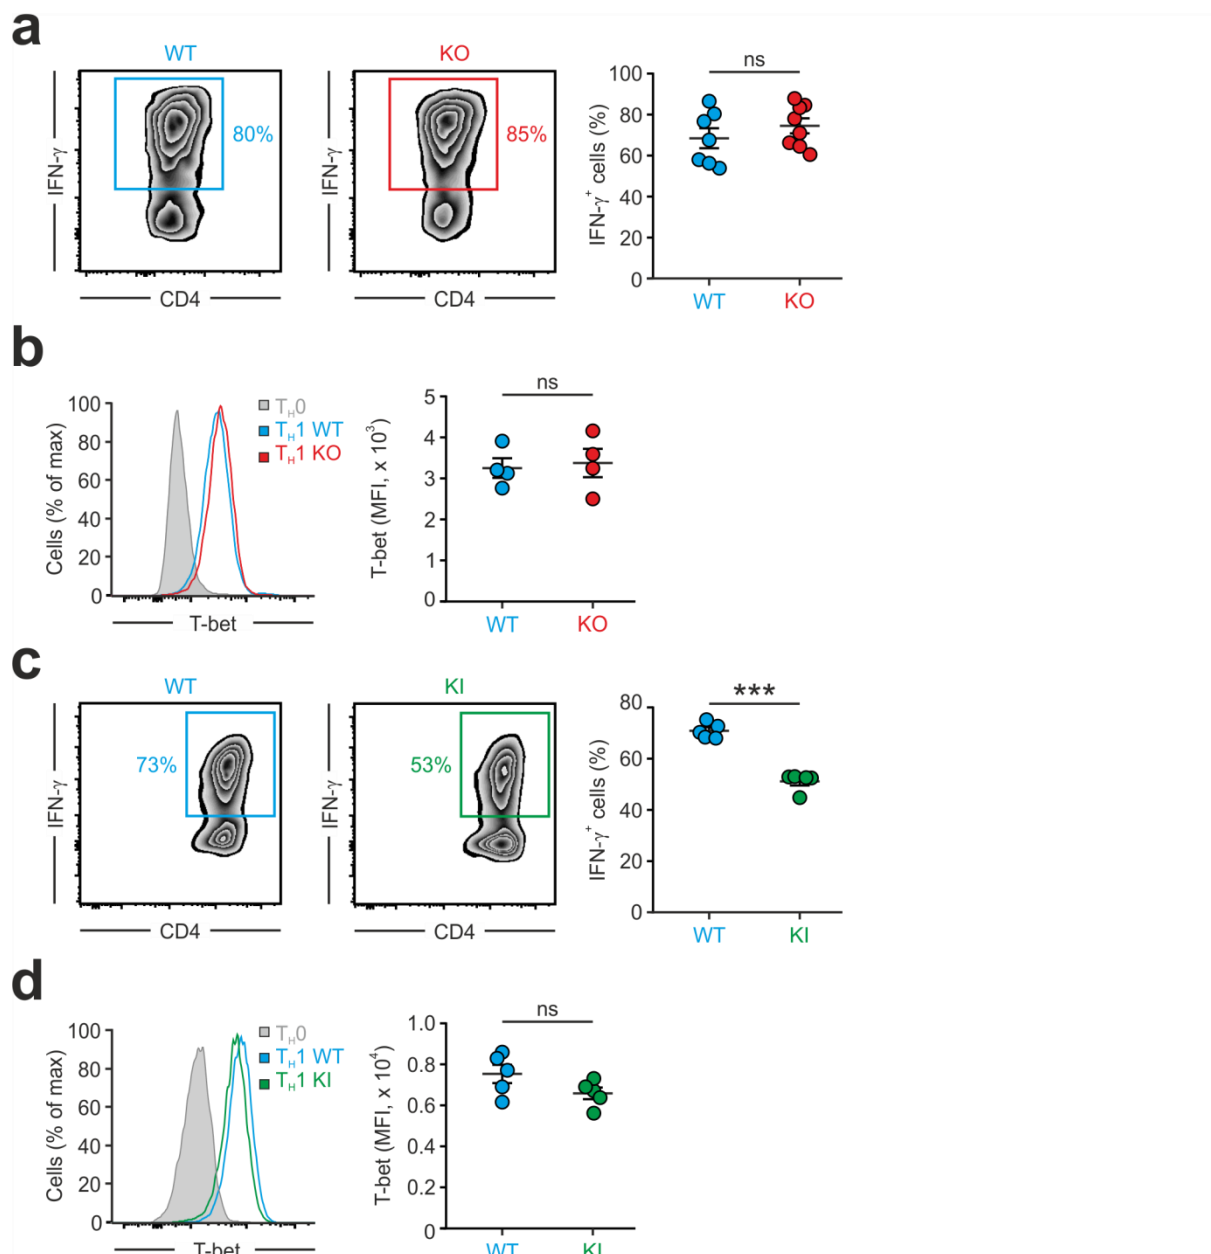 a
WT
KO
IFN-γ
80%
CD4
IFN-γ
85%
CD4
ns
IFN-γ+ cells (%)
100
80
60
40
20
0
WT
KO
b
Cells (% of max)
100
80
60
40
20
0
TH0
TH1 WT
TH1 KO
T-bet
ns
T-bet (MFI, x 10³)
5
4
3
2
1
0
WT
KO
c
WT
KI
IFN-γ
73%
CD4
IFN-γ
53%
CD4
***
IFN-γ+ cells (%)
80
60
40
20
0
WT
KI
d
Cells (% of max)
100
80
60
40
20
0
TH0
TH1 WT
TH1 KI
T-bet
ns
T-bet (MFI, x 10⁴)
1.0
0.8
0.6
0.4
0.2
0
WT
KI